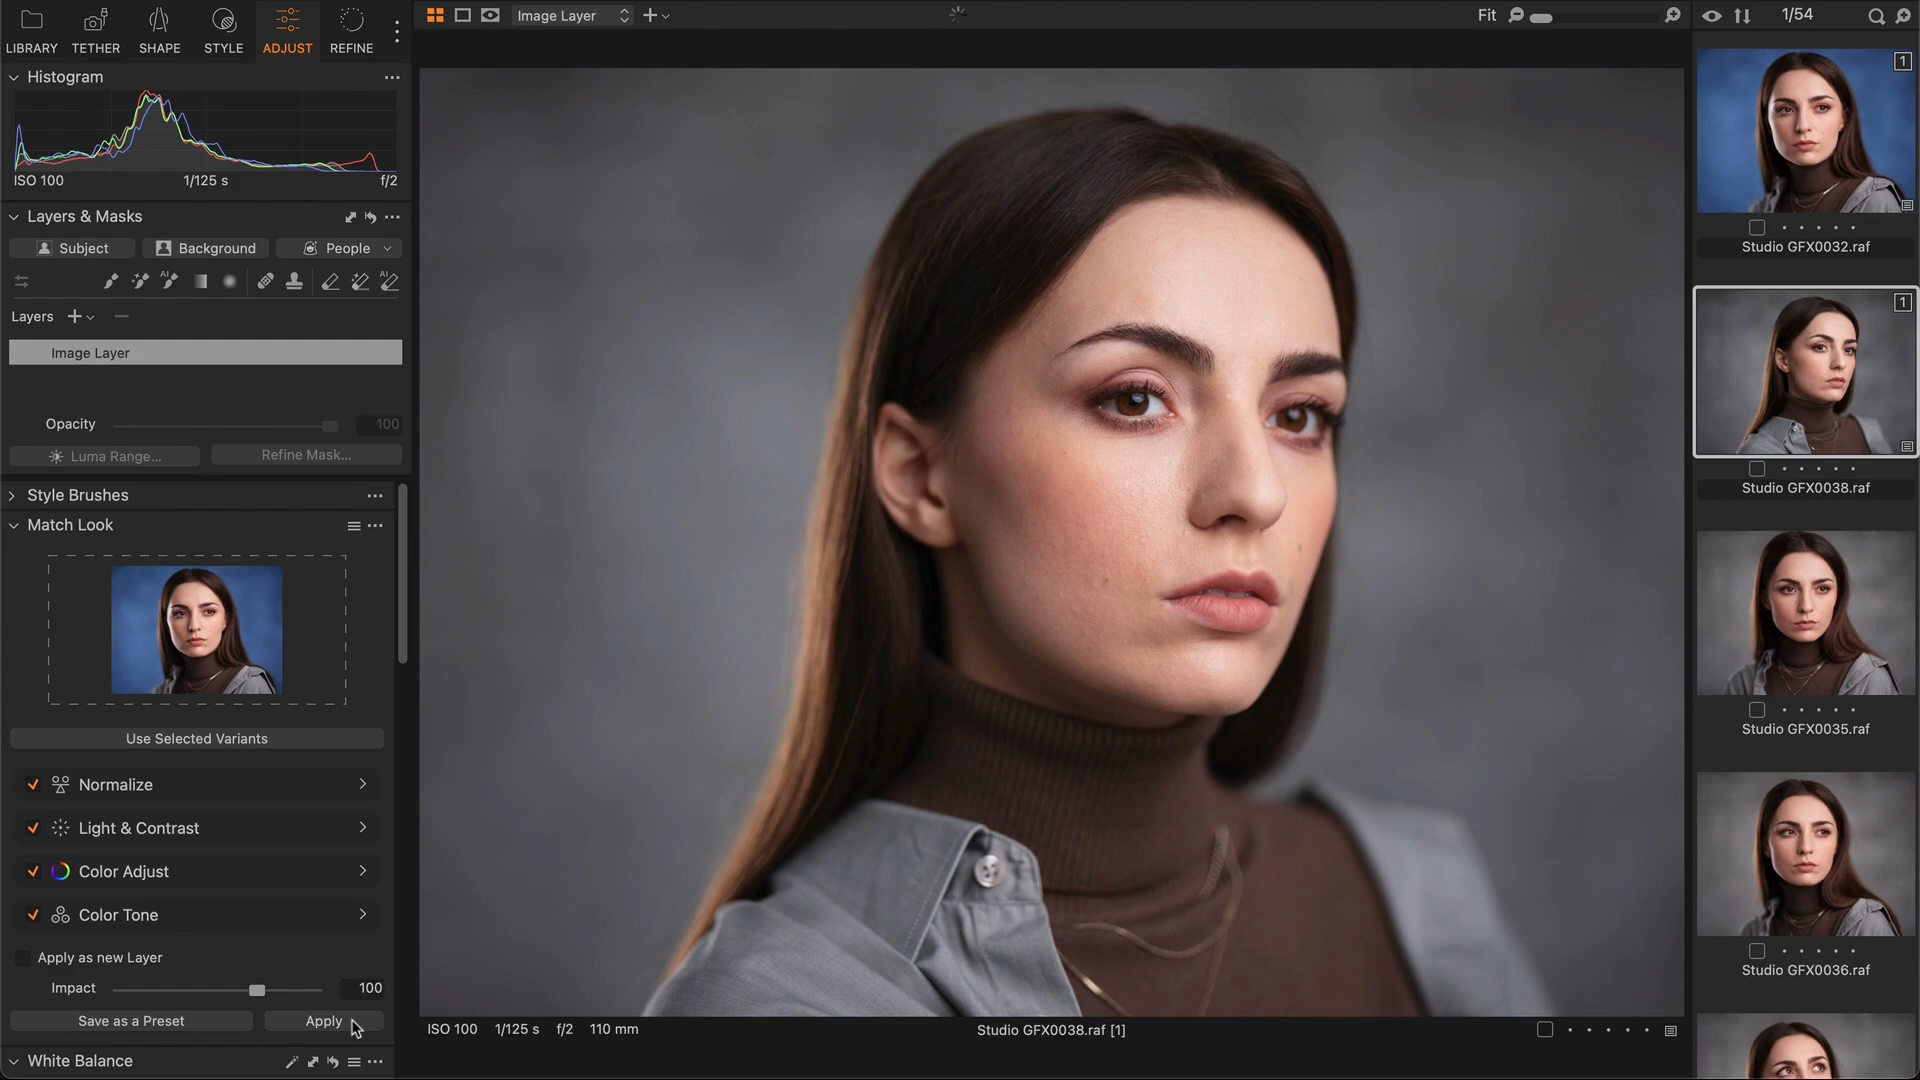 LIBRARY TETHER SHAPE STYLE ADJUST REFINE
Image Layer
Fit
1/54
Histogram
ISO 100 1/125 s f/2
Layers & Masks
Subject Background People
AI AI
Layers
Image Layer
Opacity 100
Luma Range... Refine Mask...
Style Brushes
Match Look
Use Selected Variants
Normalize
Light & Contrast
Color Adjust
Color Tone
Apply as new Layer
Impact 100
Save as a Preset Apply
White Balance
ISO 100 1/125 s f/2 110 mm
Studio GFX0038.raf [1]
1
Studio GFX0032.raf
1
Studio GFX0038.raf
Studio GFX0035.raf
Studio GFX0036.raf